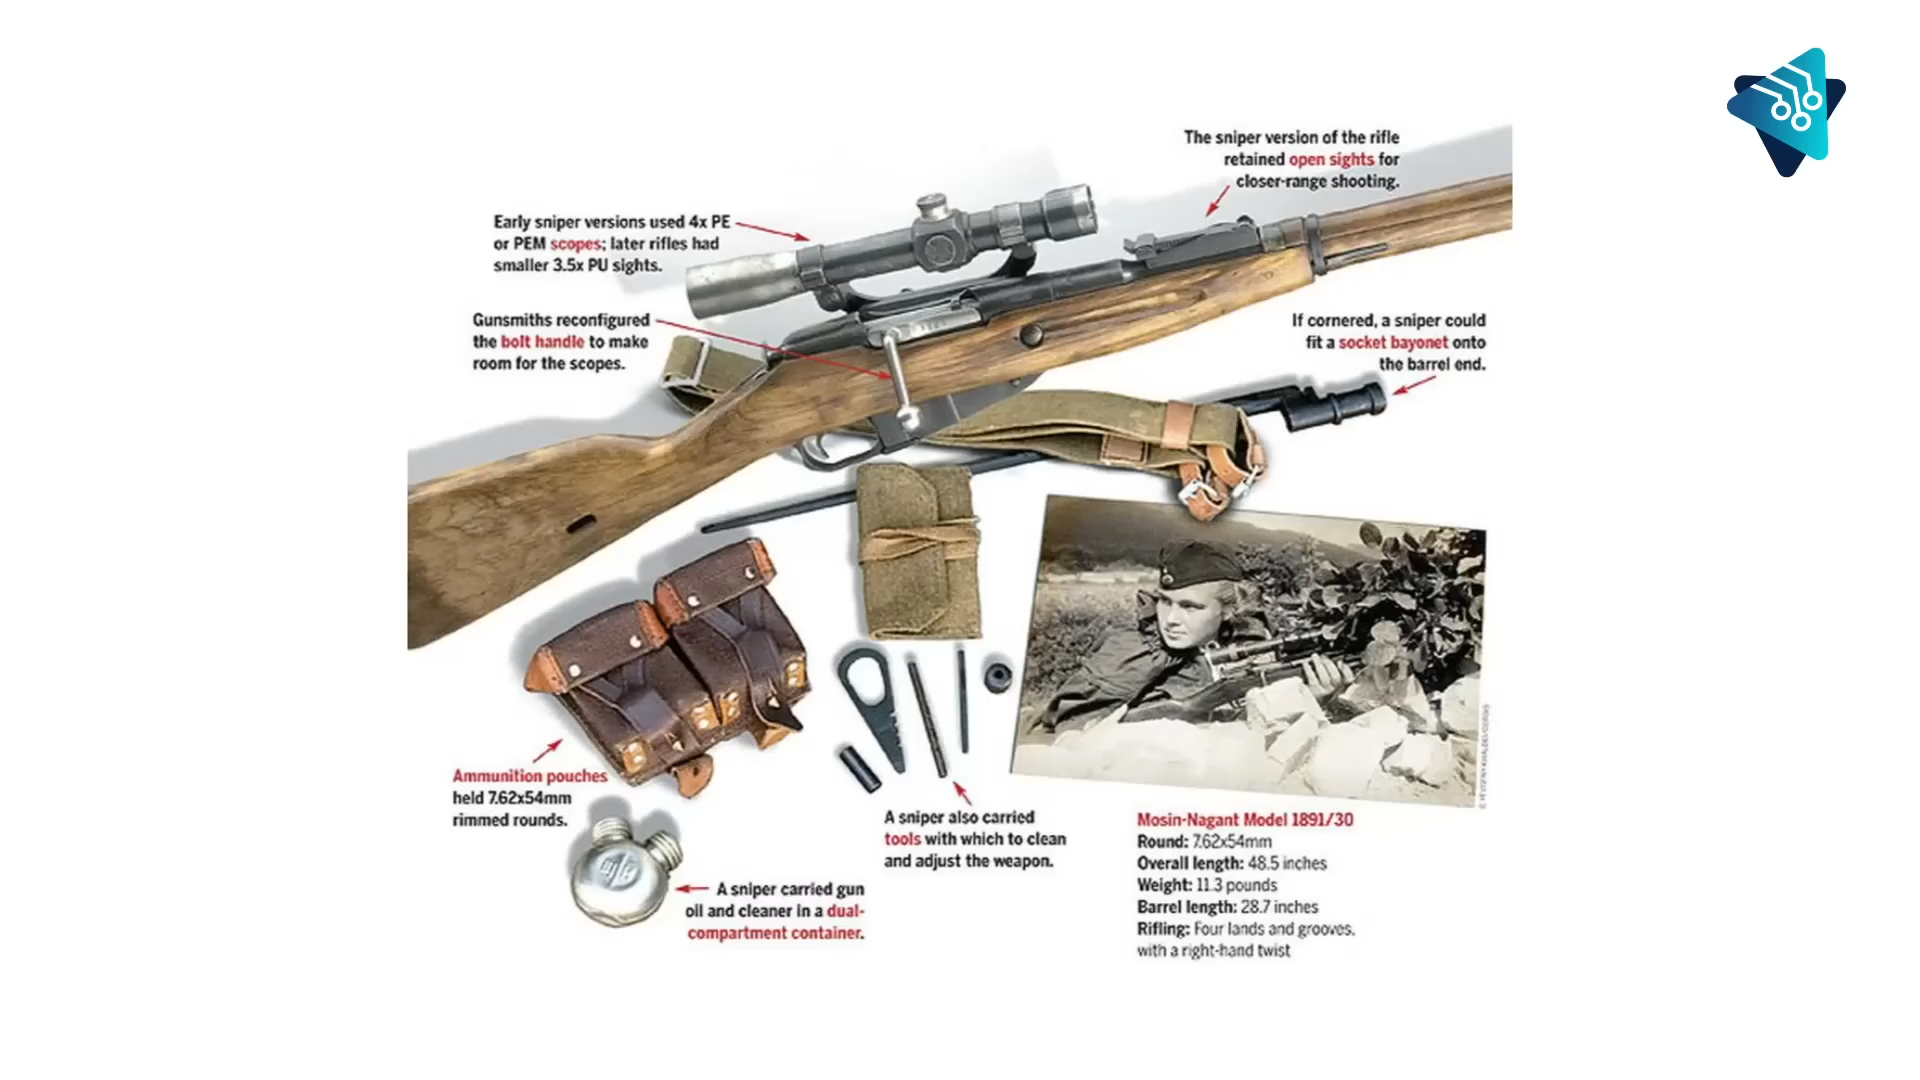 The sniper version of the rifle
retained open sights for
closer-range shooting.
Early sniper versions used 4x PE
or PEM scopes; later rifles had
smaller 3.5x PU sights.
Gunsmiths reconfigured
the bolt handle to make
room for the scopes.
If cornered, a sniper could
fit a socket bayonet onto
the barrel end.
Ammunition pouches
held 7.62x54mm
rimmed rounds.
A sniper also carried
tools with which to clean
and adjust the weapon.
A sniper carried gun
oil and cleaner in a dual-
compartment container.
Mosin-Nagant Model 1891/30
Round: 7.62x54mm
Overall length: 48.5 inches
Weight: 11.3 pounds
Barrel length: 28.7 inches
Rifling: Four lands and grooves,
with a right-hand twist